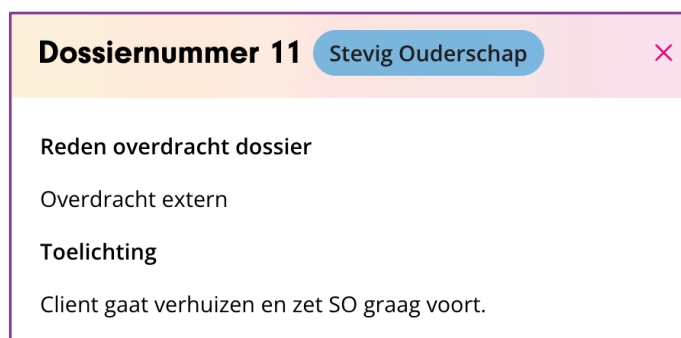 Dossiernummer 11 Stevig Ouderschap
Reden overdracht dossier
Overdracht extern
Toelichting
Client gaat verhuizen en zet SO graag voort.